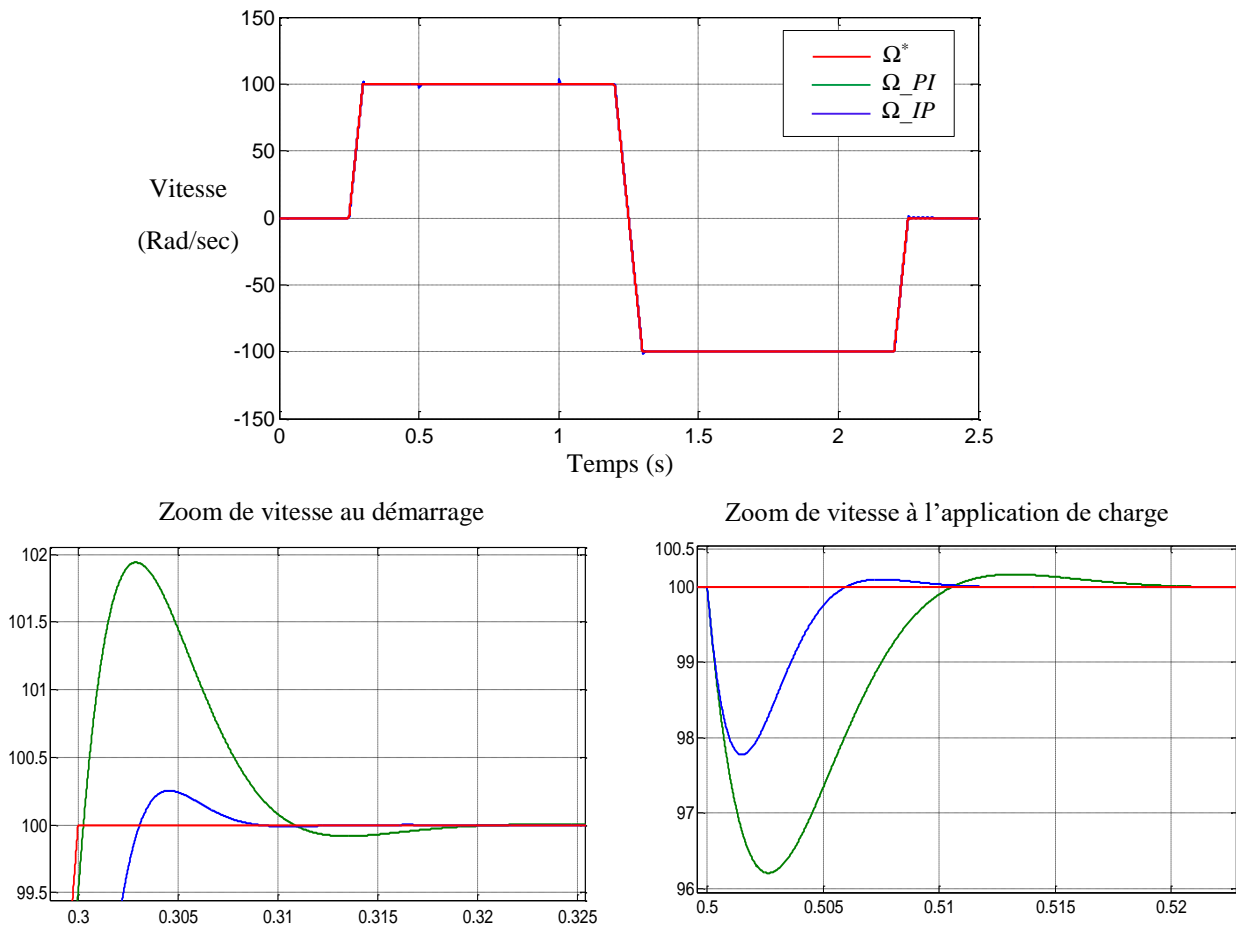 150
100
50
0
-50
-100
-150
Vitesse
(Rad/sec)
Ω*
Ω_PI
Ω_IP
0 0.5 1 1.5 2 2.5
Temps (s)
Zoom de vitesse au démarrage
102
101.5
101
100.5
100
99.5
0.3 0.305 0.31 0.315 0.32 0.325
Zoom de vitesse à l'application de charge
100.5
100
99
98
97
96
0.5 0.505 0.51 0.515 0.52